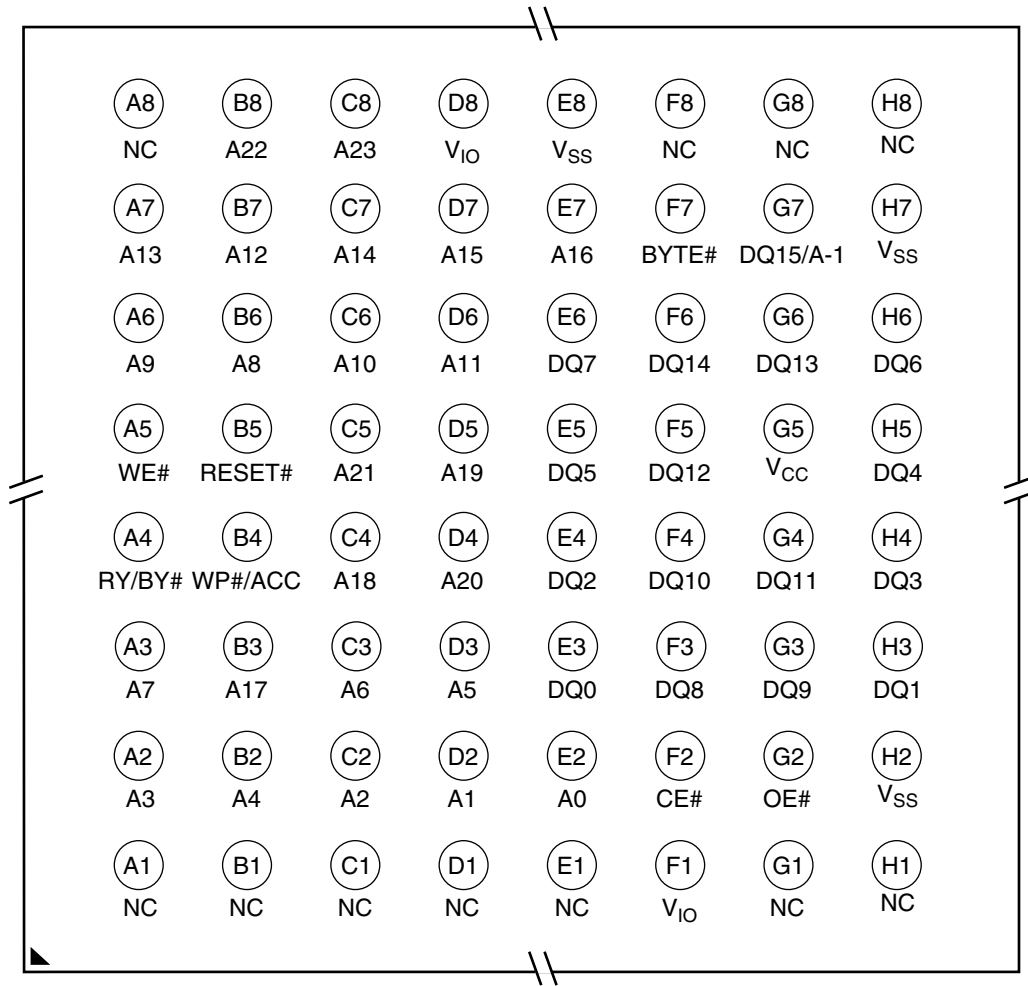 A8 B8 C8 D8 E8 F8 G8 H8
NC A22 A23 VIO VSS NC NC NC
A7 B7 C7 D7 E7 F7 G7 H7
A13 A12 A14 A15 A16 BYTE# DQ15/A-1 VSS
A6 B6 C6 D6 E6 F6 G6 H6
A9 A8 A10 A11 DQ7 DQ14 DQ13 DQ6
A5 B5 C5 D5 E5 F5 G5 H5
WE# RESET# A21 A19 DQ5 DQ12 VCC DQ4
A4 B4 C4 D4 E4 F4 G4 H4
RY/BY# WP#/ACC A18 A20 DQ2 DQ10 DQ11 DQ3
A3 B3 C3 D3 E3 F3 G3 H3
A7 A17 A6 A5 DQ0 DQ8 DQ9 DQ1
A2 B2 C2 D2 E2 F2 G2 H2
A3 A4 A2 A1 A0 CE# OE# VSS
A1 B1 C1 D1 E1 F1 G1 H1
NC NC NC NC NC VIO NC NC